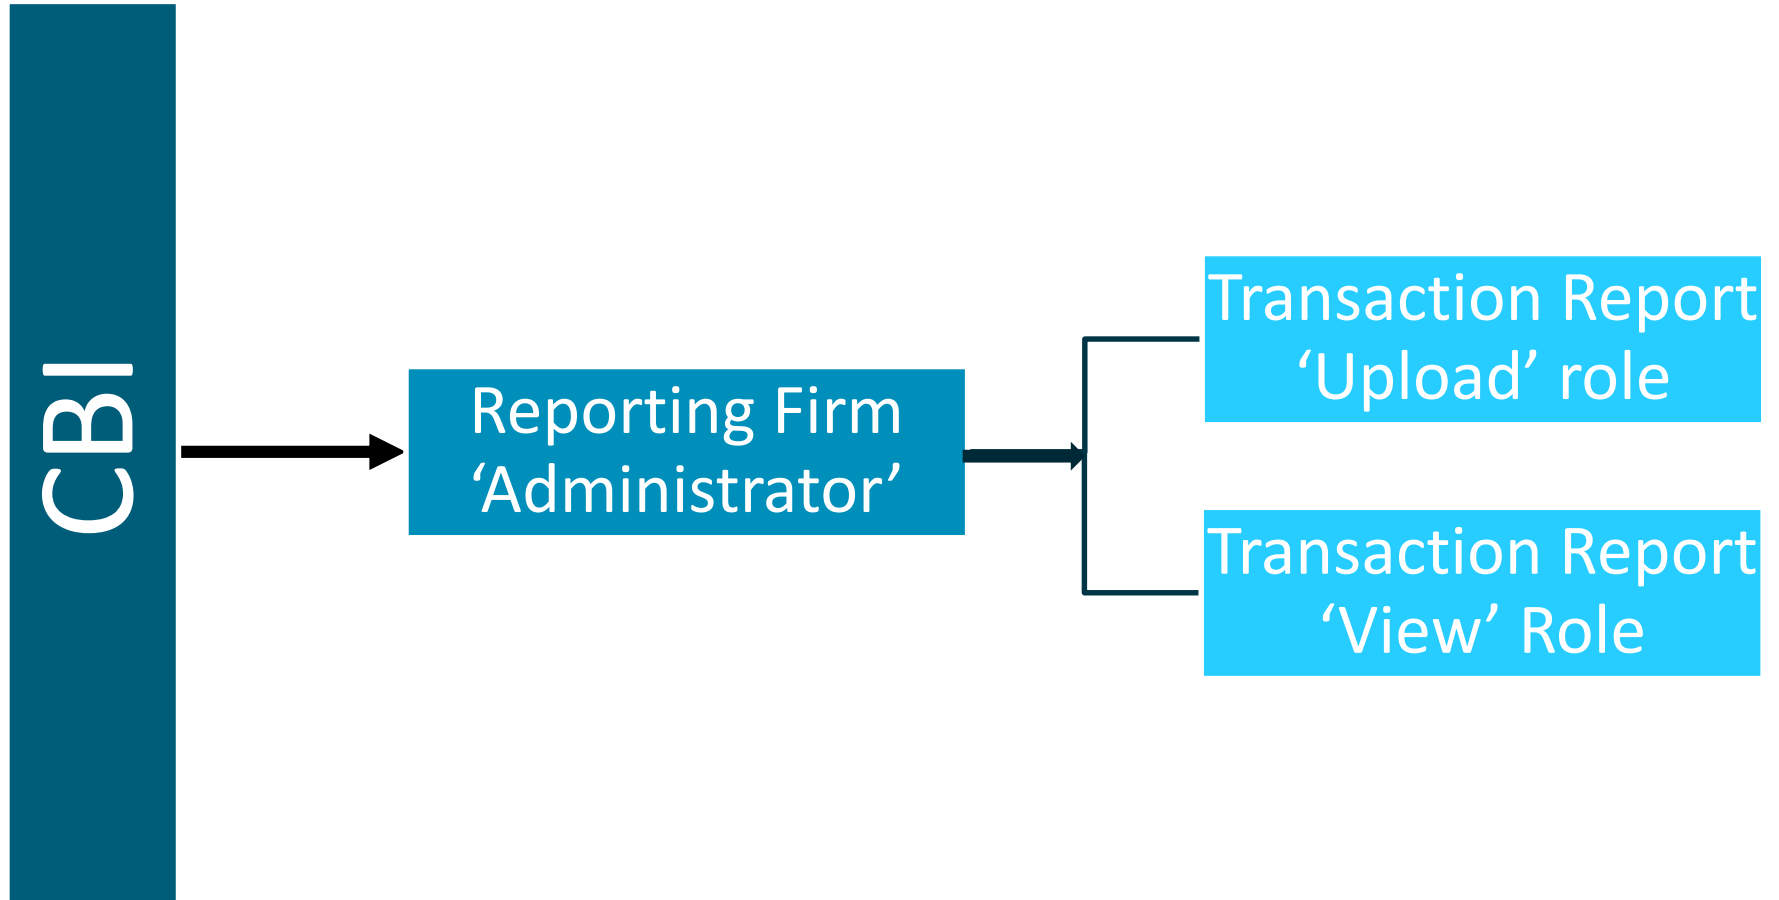 CBI
Reporting Firm
‘Administrator’
Transaction Report
‘Upload’ role
Transaction Report
‘View’ Role